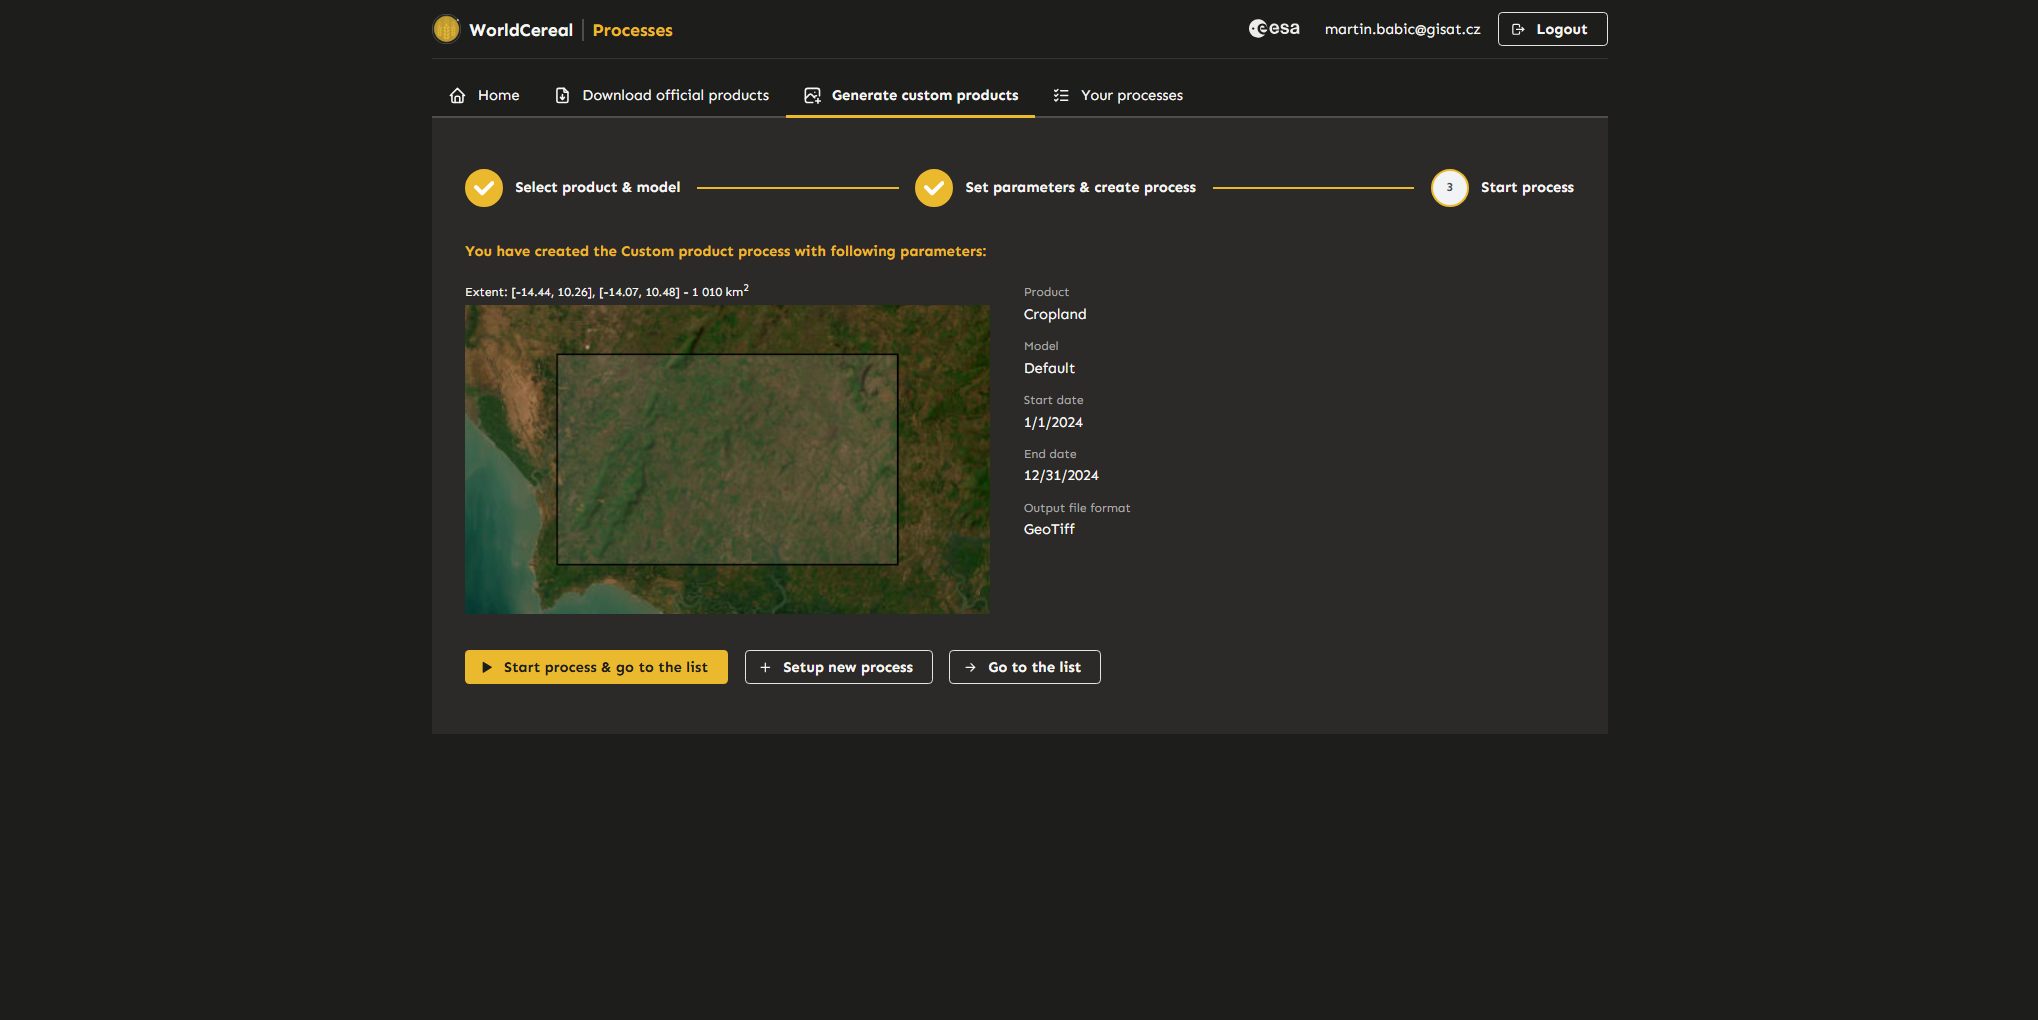 WorldCereal | Processes
esa
martin.babic@gisat.cz
Logout
Home
Download official products
Generate custom products
Your processes
Select product & model
Set parameters & create process
3
Start process
You have created the Custom product process with following parameters:
Extent: [-14.44, 10.26], [-14.07, 10.48] - 1 010 km²
Product
Cropland
Model
Default
Start date
1/1/2024
End date
12/31/2024
Output file format
GeoTiff
Start process & go to the list
Setup new process
Go to the list